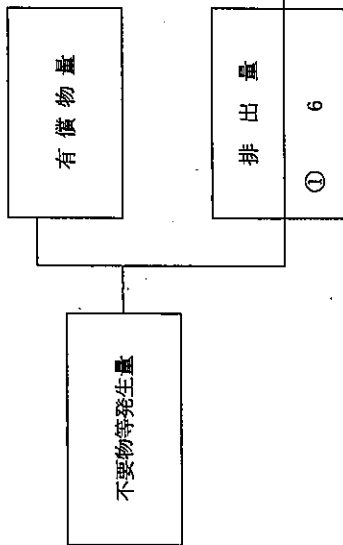 不要物等発生量
有償物量
排出量
① 6